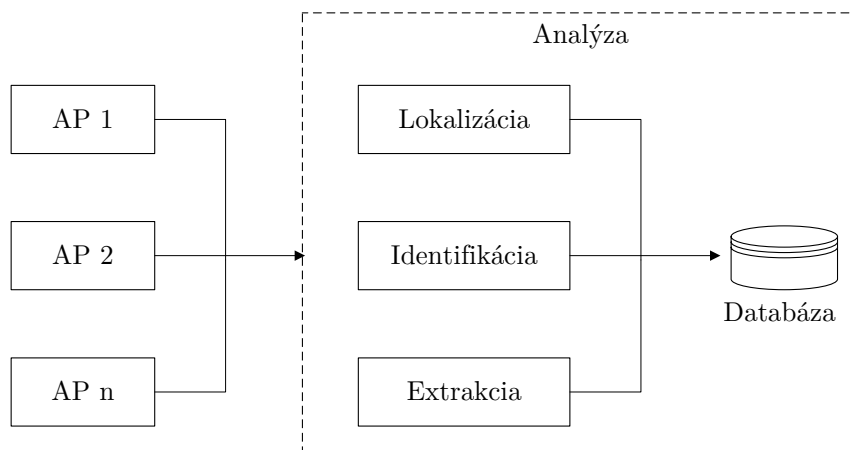 Analýza
AP 1
Lokalizácia
AP 2
Identifikácia
Databáza
AP n
Extrakcia